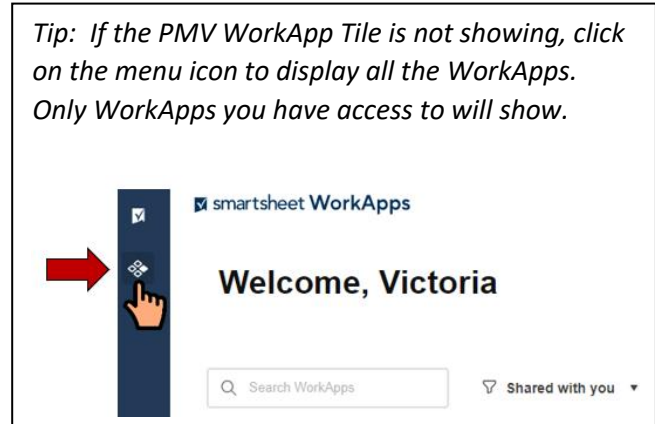 Tip: If the PMV WorkApp Tile is not showing, click
on the menu icon to display all the WorkApps.
Only WorkApps you have access to will show.
smartsheet WorkApps
Welcome, Victoria
Search WorkApps
Shared with you